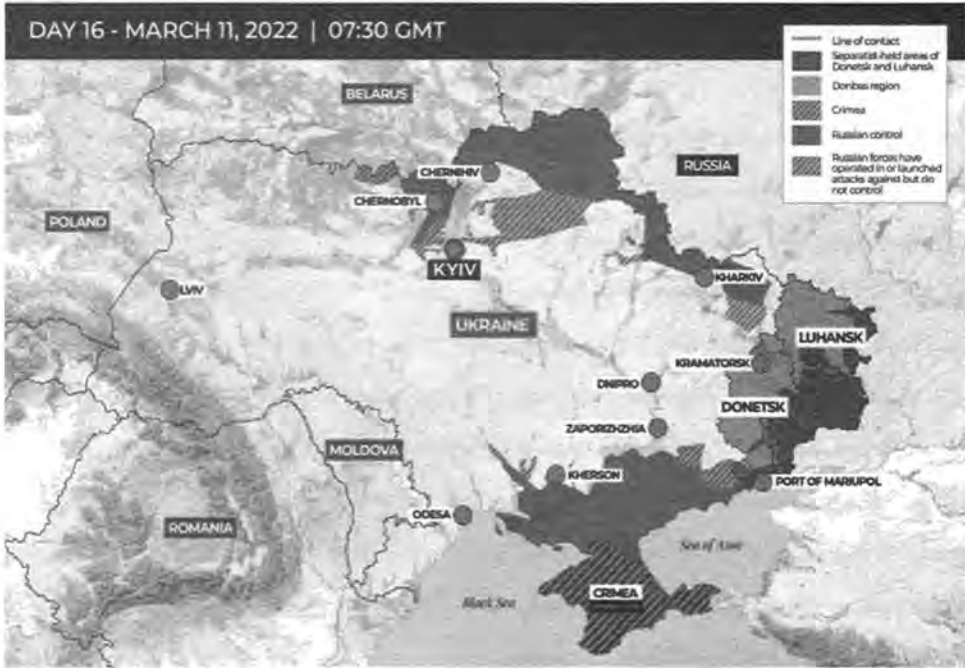 DAY 16 - MARCH 11, 2022 | 07:30 GMT
Line of contact
Separatist-held areas of
Donetsk and Luhansk
Donbas region
Crimea
Russian control
Russian forces have
operated in or launched
attacks against but do
not control
BELARUS
RUSSIA
CHERNIHIV
CHERNOBYL
POLAND
KYIV
KHARKIV
LVIV
UKRAINE
LUHANSK
KRAMATORSK
DNIPRO
DONETSK
ZAPORIZHZHIA
MOLDOVA
KHERSON
PORT OF MARIUPOL
ODESA
ROMANIA
Sea of Azov
Black Sea
CRIMEA